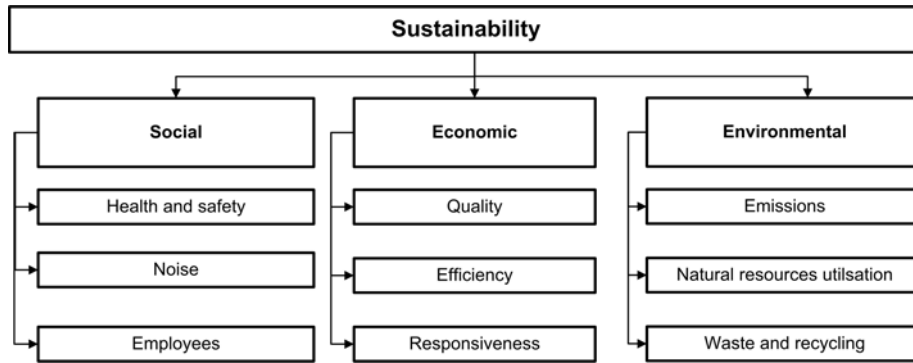 Sustainability
Social
Economic
Environmental
Health and safety
Quality
Emissions
Noise
Efficiency
Natural resources utilsation
Employees
Responsiveness
Waste and recycling